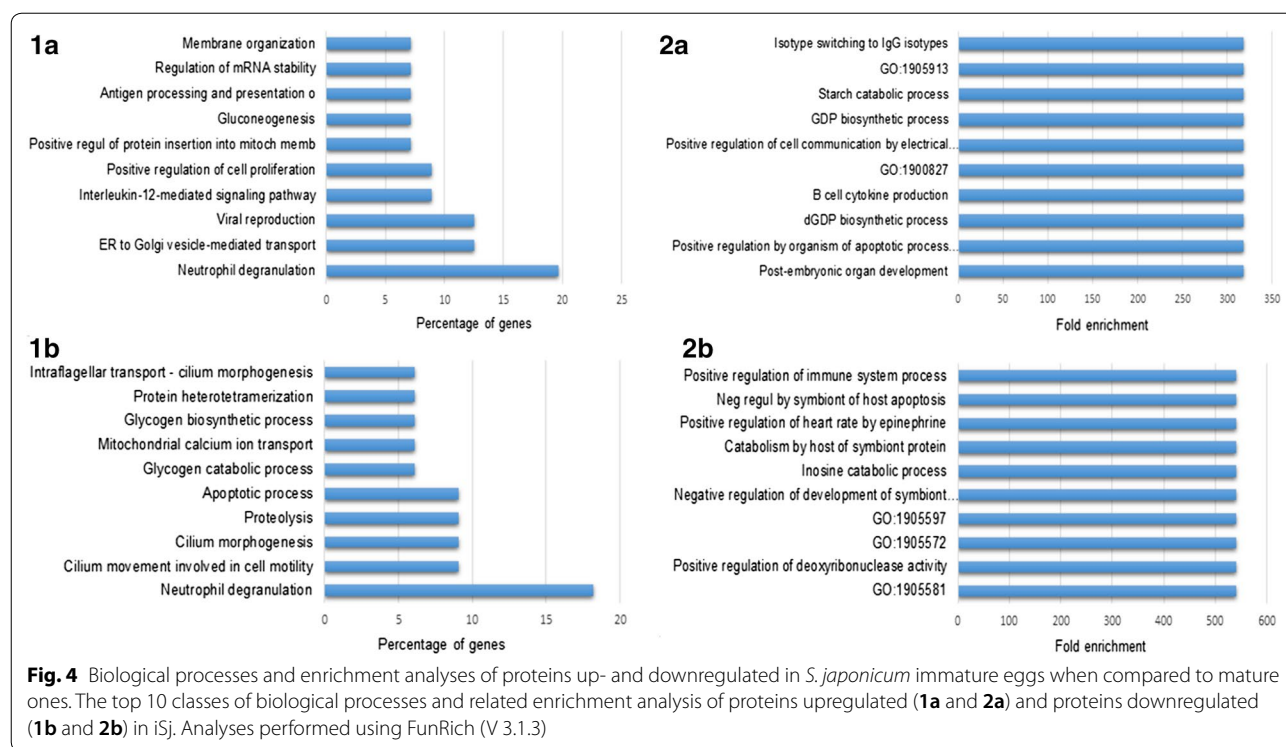 1a
Membrane organization
Regulation of mRNA stability
Antigen processing and presentation o
Gluconeogenesis
Positive regul of protein insertion into mitoch memb
Positive regulation of cell proliferation
Interleukin-12-mediated signaling pathway
Viral reproduction
ER to Golgi vesicle-mediated transport
Neutrophil degranulation
0 5 10 15 20 25
Percentage of genes
2a
Isotype switching to IgG isotypes
GO:1905913
Starch catabolic process
GDP biosynthetic process
Positive regulation of cell communication by electrical...
GO:1900827
B cell cytokine production
dGDP biosynthetic process
Positive regulation by organism of apoptotic process...
Post-embryonic organ development
0 50 100 150 200 250 300 350
Fold enrichment
1b
Intraflagellar transport - cilium morphogenesis
Protein heterotetramerization
Glycogen biosynthetic process
Mitochondrial calcium ion transport
Glycogen catabolic process
Apoptotic process
Proteolysis
Cilium morphogenesis
Cilium movement involved in cell motility
Neutrophil degranulation
0 5 10 15 20
Percentage of genes
2b
Positive regulation of immune system process
Neg regul by symbiont of host apoptosis
Positive regulation of heart rate by epinephrine
Catabolism by host of symbiont protein
Inosine catabolic process
Negative regulation of development of symbiont...
GO:1905597
GO:1905572
Positive regulation of deoxyribonuclease activity
GO:1905581
0 100 200 300 400 500 600
Fold enrichment
Fig. 4 Biological processes and enrichment analyses of proteins up- and downregulated in S. japonicum immature eggs when compared to mature
ones. The top 10 classes of biological processes and related enrichment analysis of proteins upregulated (1a and 2a) and proteins downregulated
(1b and 2b) in iSj. Analyses performed using FunRich (V 3.1.3)